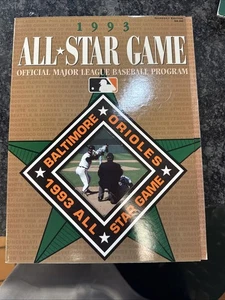 1993
ALL★STAR GAME
OFFICIAL MAJOR LEAGUE BASEBALL PROGRAM
BALTIMORE
ORIOLES
1993 ALL
STAR GAME